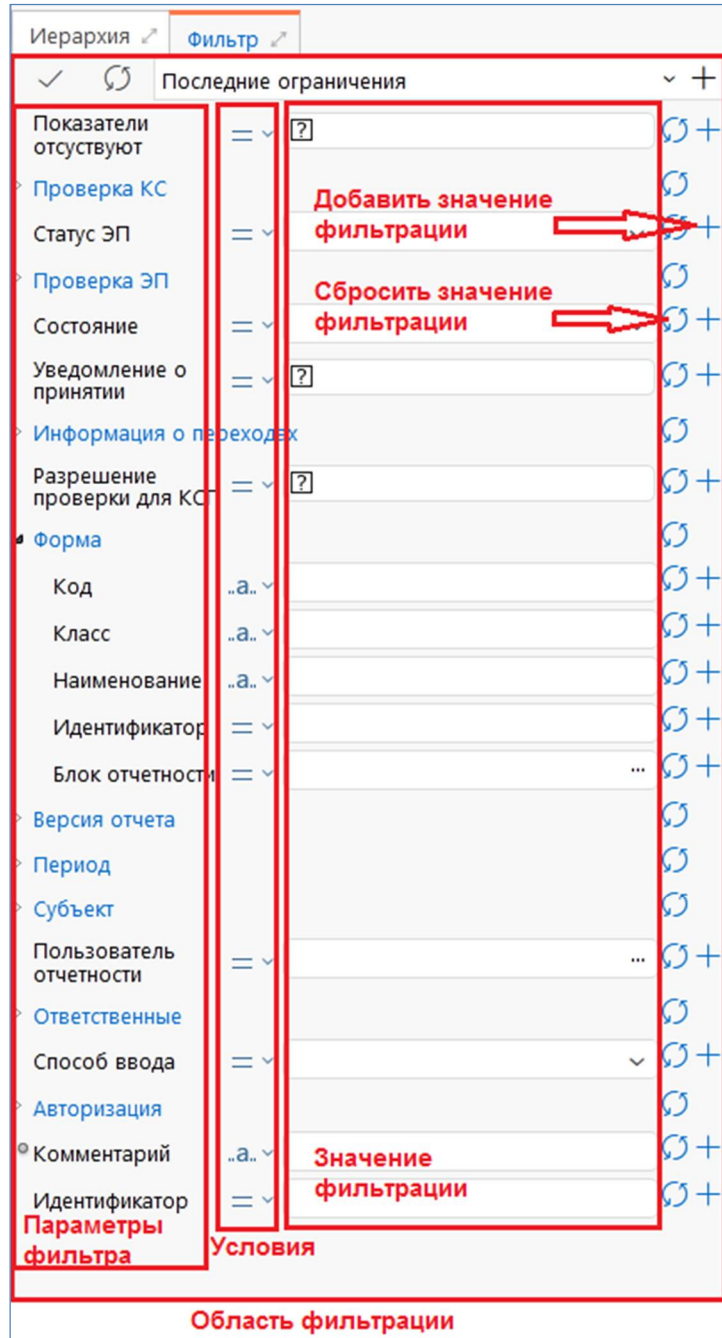 Иерархия
Фильтр
Последние ограничения
Показатели
отсуствуют
=
?
Проверка КС
Добавить значение
фильтрации
Статус ЭП
=
Проверка ЭП
Сбросить значение
фильтрации
Состояние
=
Уведомление о
принятии
=
?
Информация о переходах
Разрешение
проверки для КС
=
?
Форма
Код
..а..
Класс
..а..
Наименование
..а..
Идентификатор
=
Блок отчетности
=
...
Версия отчета
Период
Субъект
Пользователь
отчетности
=
...
Ответственные
Способ ввода
=
Авторизация
Комментарий
..а..
Значение
фильтрации
Идентификатор
=
Параметры
фильтра
Условия
Область фильтрации